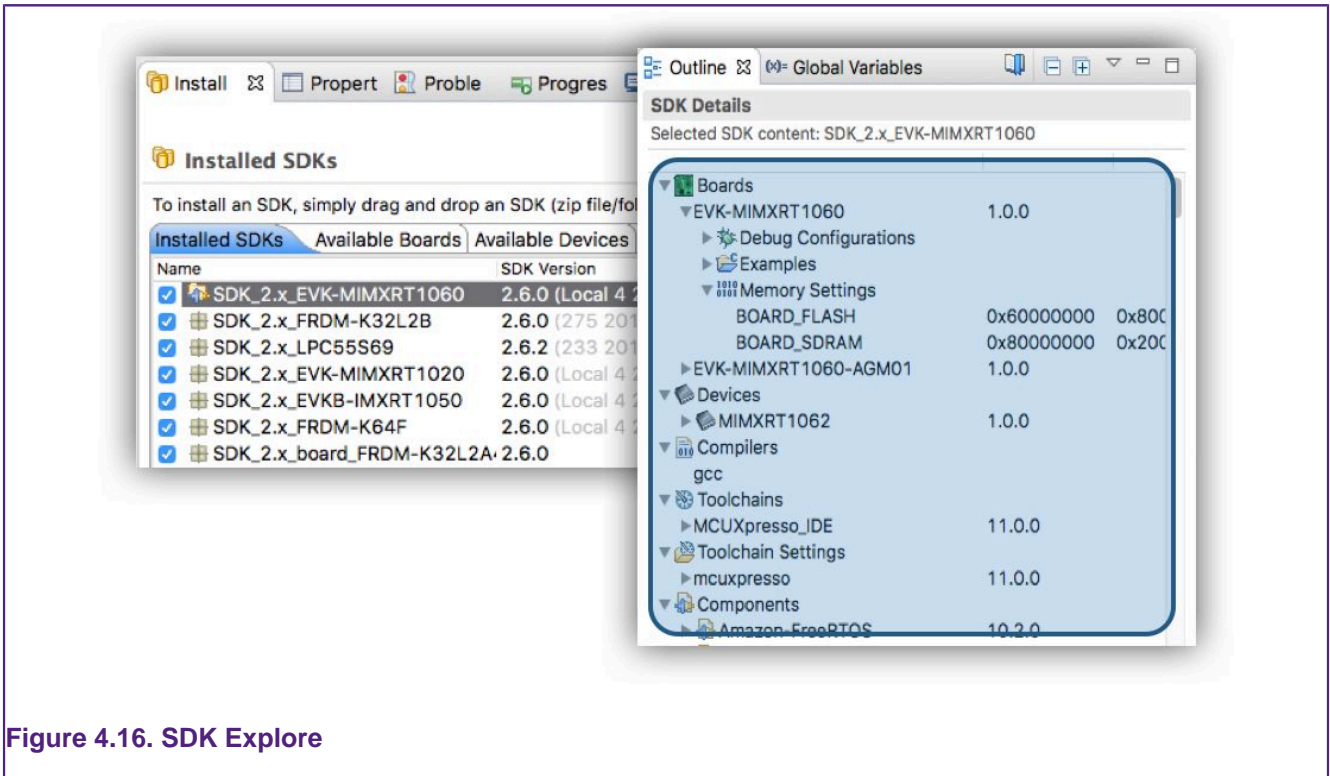 Install Propert Proble Progres
Installed SDKs
To install an SDK, simply drag and drop an SDK (zip file/fol
Installed SDKs Available Boards Available Devices
Name SDK Version
SDK_2.x_EVK-MIMXRT1060 2.6.0 (Local 4 2
SDK_2.x_FRDM-K32L2B 2.6.0 (275 201
SDK_2.x_LPC55S69 2.6.2 (233 201
SDK_2.x_EVK-MIMXRT1020 2.6.0 (Local 4 2
SDK_2.x_EVKB-IMXRT1050 2.6.0 (Local 4 2
SDK_2.x_FRDM-K64F 2.6.0 (Local 4 2
SDK_2.x_board_FRDM-K32L2A 2.6.0
Outline (x)= Global Variables
SDK Details
Selected SDK content: SDK_2.x_EVK-MIMXRT1060
Boards
EVK-MIMXRT1060 1.0.0
Debug Configurations
Examples
Memory Settings
BOARD_FLASH 0x60000000 0x800
BOARD_SDRAM 0x80000000 0x200
EVK-MIMXRT1060-AGM01 1.0.0
Devices
MIMXRT1062 1.0.0
Compilers
gcc
Toolchains
MCUXpresso_IDE 11.0.0
Toolchain Settings
mcuxpresso 11.0.0
Components
Amazon-FreeRTOS 10.2.0
Figure 4.16. SDK Explore